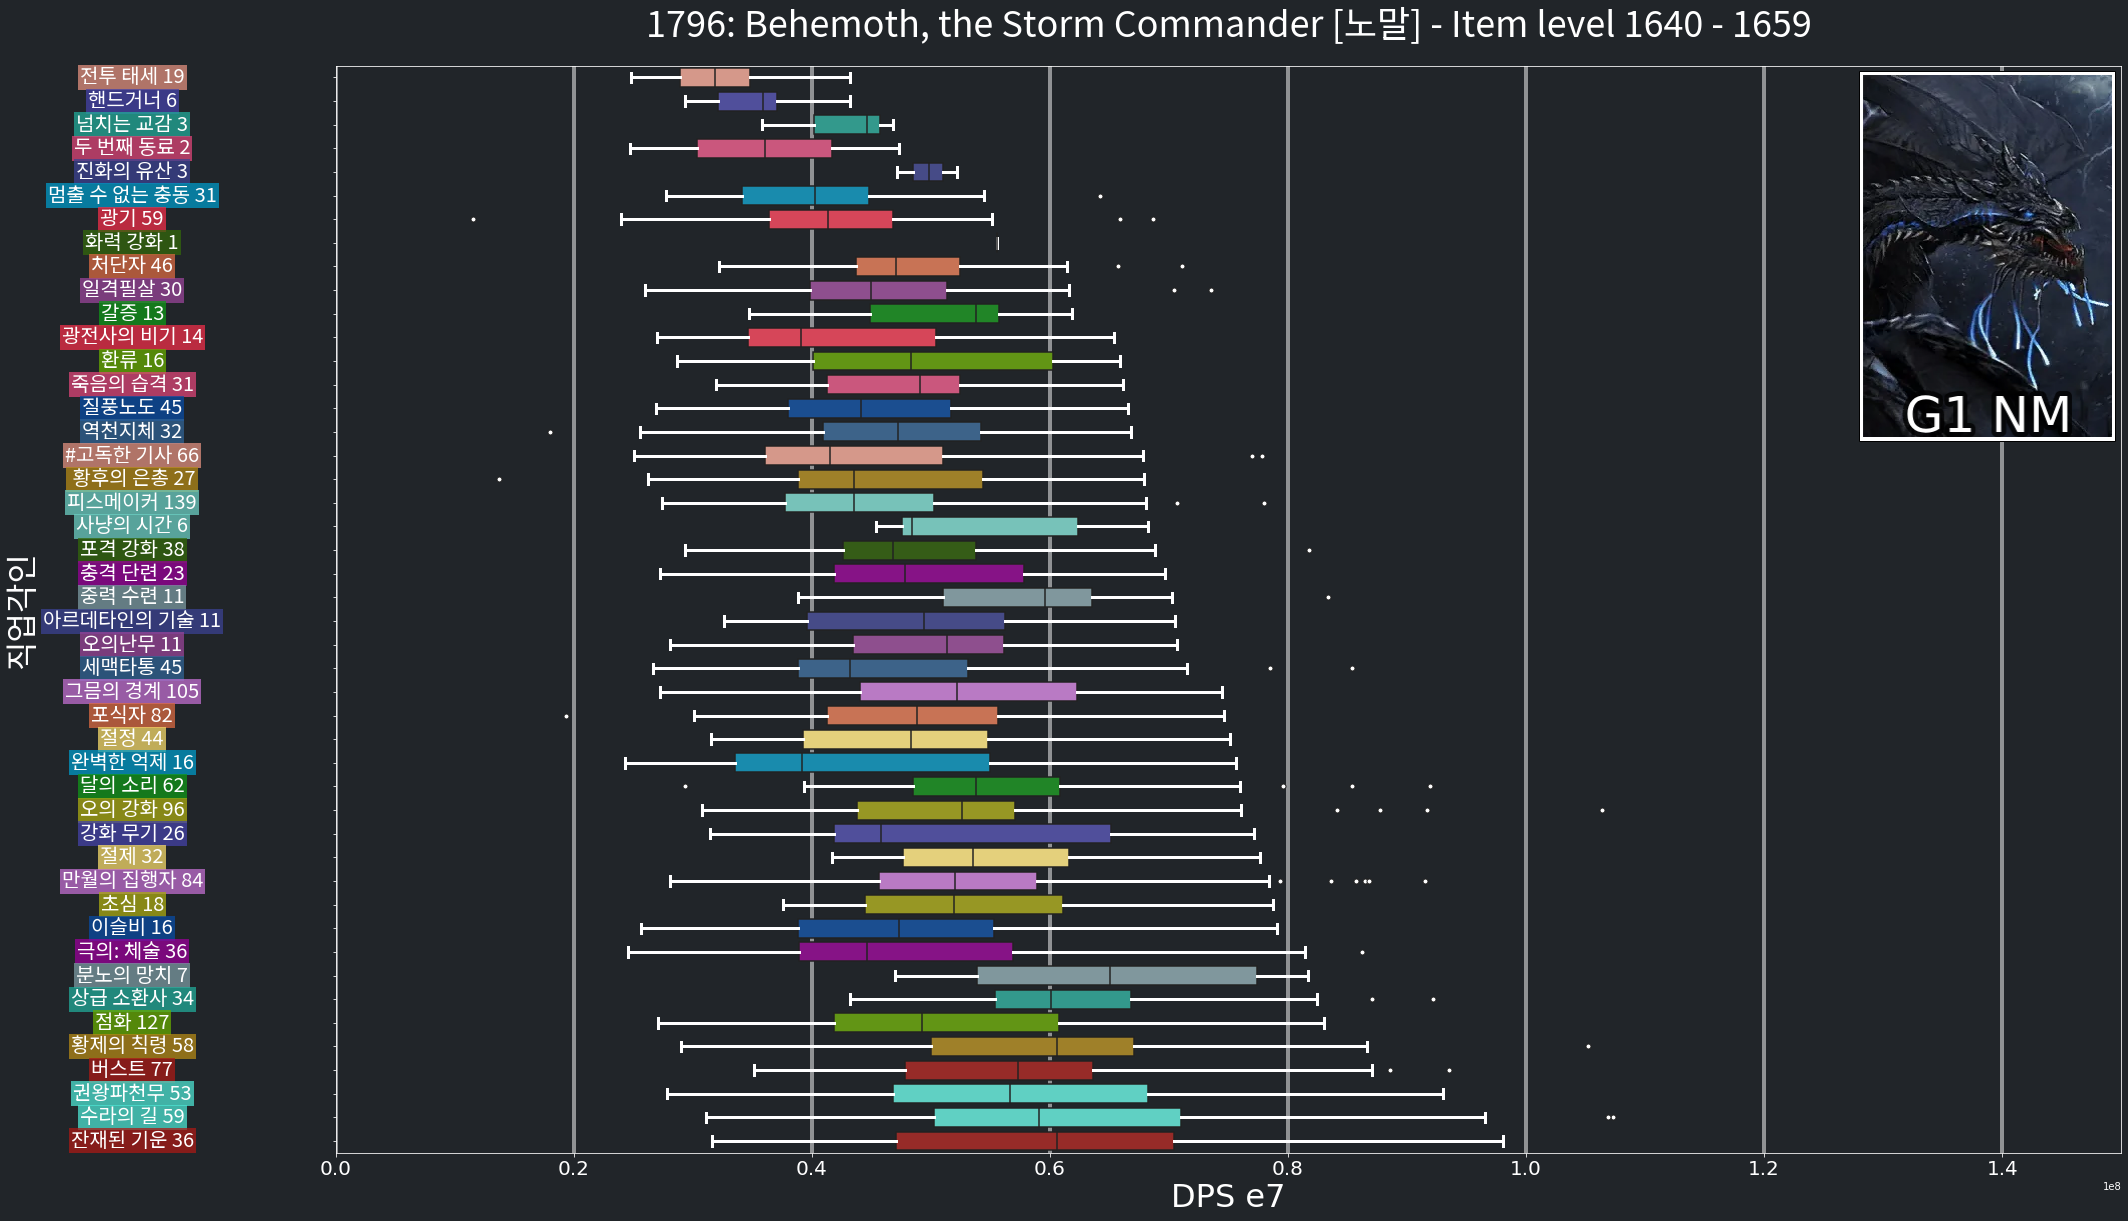 1796: Behemoth, the Storm Commander [노말] - Item level 1640 - 1659
전투 태세 19
핸드거너 6
넘치는 교감 3
두 번째 동료 2
진화의 유산 3
멈출 수 없는 충동 31
광기 59
화력 강화 1
처단자 46
일격필살 30
갈증 13
광전사의 비기 14
환류 16
죽음의 습격 31
질풍노도 45
역천지체 32
#고독한 기사 66
황후의 은총 27
피스메이커 139
사냥의 시간 6
포격 강화 38
충격 단련 23
중력 수련 11
아르데타인의 기술 11
오의난무 11
세맥타통 45
그믐의 경계 105
포식자 82
절정 44
완벽한 억제 16
달의 소리 62
오의 강화 96
강화 무기 26
절제 32
만월의 집행자 84
초심 18
이슬비 16
극의: 체술 36
분노의 망치 7
상급 소환사 34
점화 127
황제의 칙령 58
버스트 77
권왕파천무 53
수라의 길 59
잔재된 기운 36
직업각인
G1 NM
0.0 0.2 0.4 0.6 0.8 1.0 1.2 1.4
1e8
DPS e7